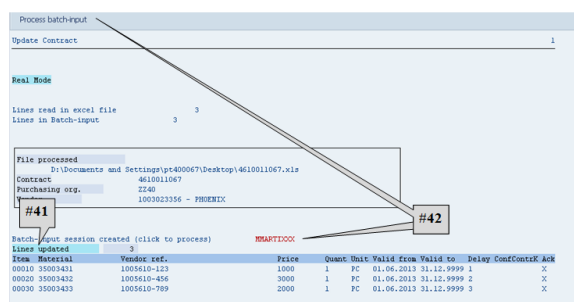 Process batch-input
Update Contract 1
Real Mode
Lines read in excel file 3
Lines in Batch-input 3
File processed
D:\Documents and Settings\pt400067\Desktop\4610011067.xls
Contract 4610011067
Purchasing org. ZZ40
1003023356 - PHOENIX
#41
#42
Batch-input session created (click to process) MMARTIXXX
Lines updated 3
Item Material Vendor ref. Price Quant Unit Valid from Valid to Delay ConfContrK Ack
00010 35003431 1005610-123 1000 1 PC 01.06.2013 31.12.9999 1 X
00020 35003432 1005610-456 3000 1 PC 01.06.2013 31.12.9999 2 X
00030 35003433 1005610-789 2000 1 PC 01.06.2013 31.12.9999 3 X